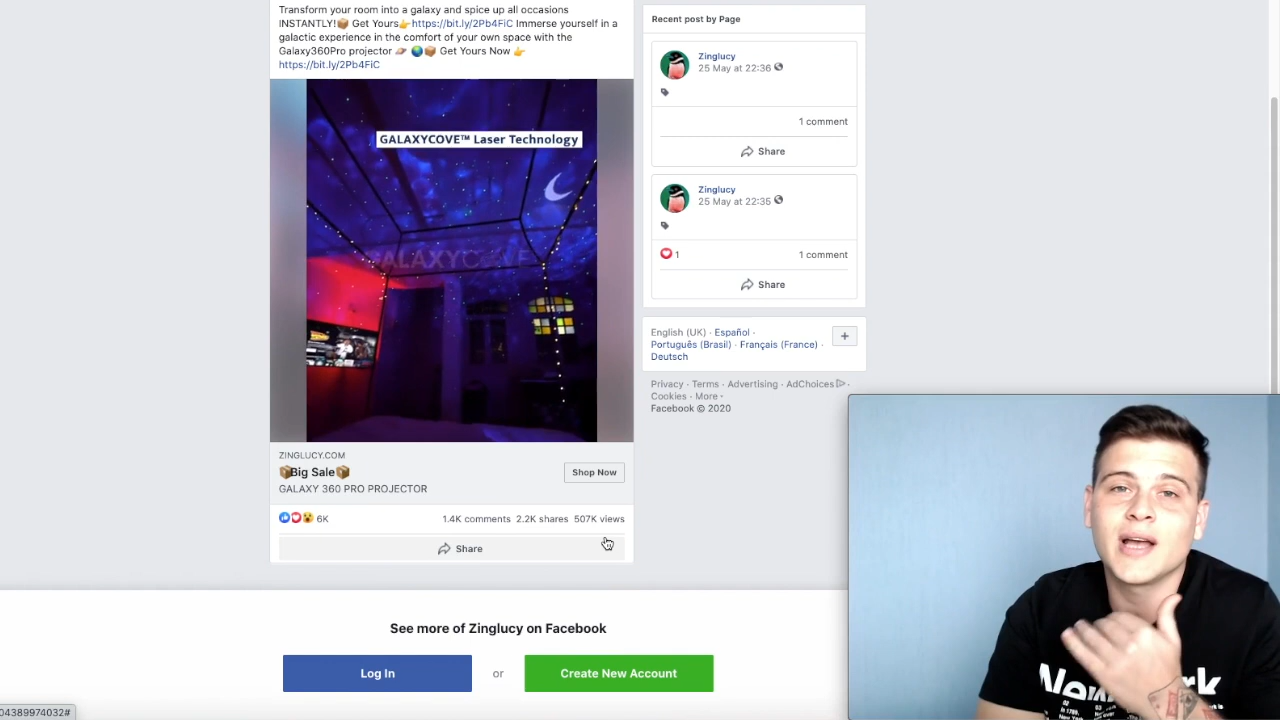 Transform your room into a galaxy and spice up all occasions
INSTANTLY!📦 Get Yours👉https://bit.ly/2Pb4FiC Immerse yourself in a
galactic experience in the comfort of your own space with the
Galaxy360Pro projector 🪐 🌏📦 Get Yours Now 👉
https://bit.ly/2Pb4FiC
GALAXYCOVE™ Laser Technology
GALAXYCOVE
ZINGLUCY.COM
📦Big Sale📦
GALAXY 360 PRO PROJECTOR
Shop Now
6K
1.4K comments 2.2K shares 507K views
Share
Recent post by Page
Zinglucy
25 May at 22:36
1 comment
Share
Zinglucy
25 May at 22:35
1
1 comment
Share
English (UK) · Español ·
Português (Brasil) · Français (France) ·
Deutsch
+
Privacy · Terms · Advertising · AdChoices ·
Cookies · More ·
Facebook © 2020
See more of Zinglucy on Facebook
Log In
or
Create New Account
04389974032#